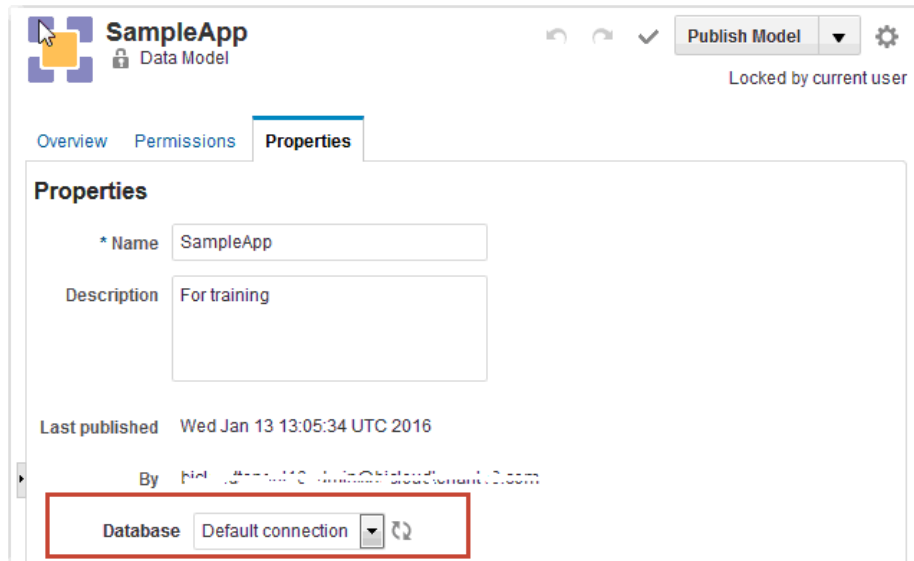 SampleApp
Data Model
Publish Model
Locked by current user
Overview Permissions Properties
Properties
* Name SampleApp
Description For training
Last published Wed Jan 13 13:05:34 UTC 2016
By
Database Default connection